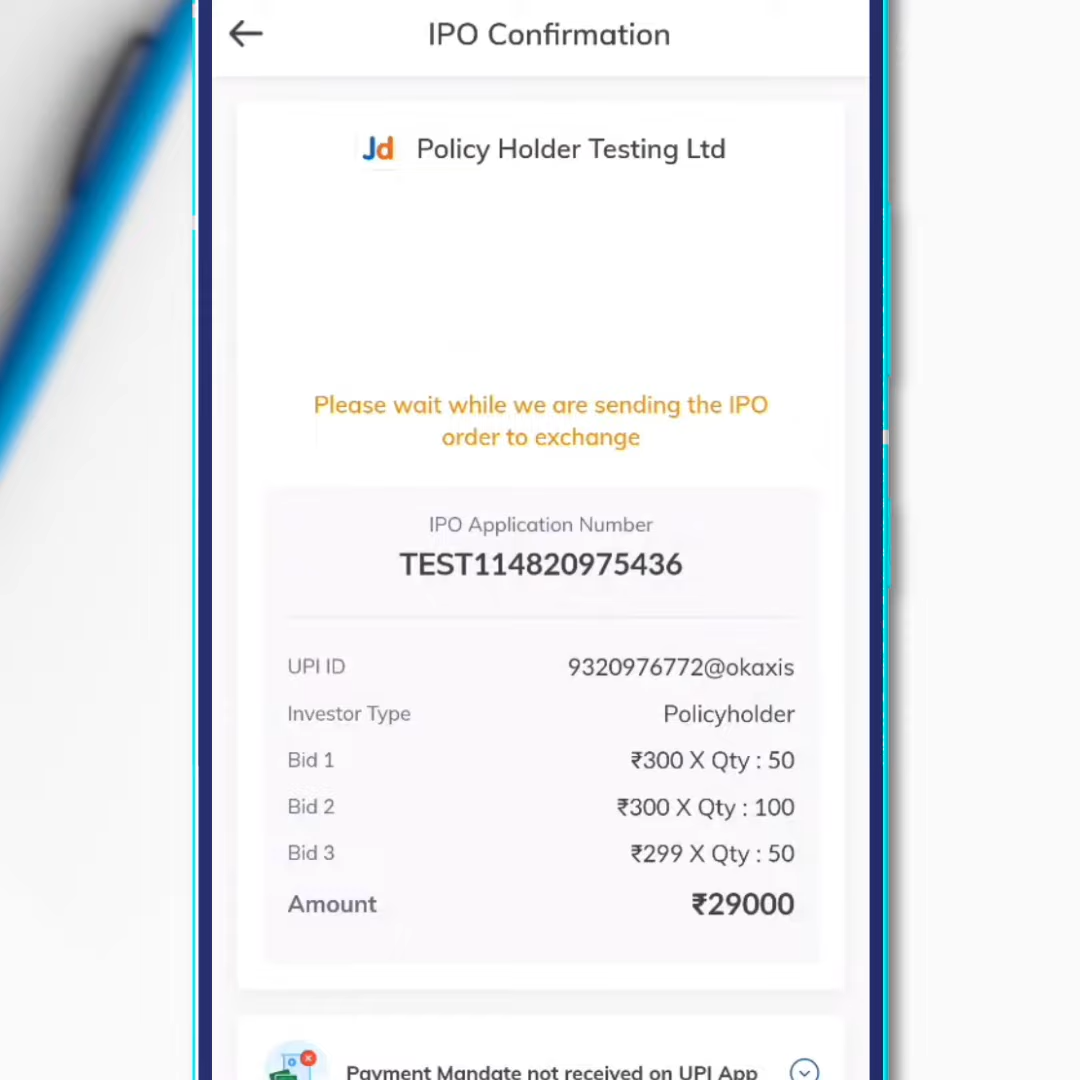 IPO Confirmation
Jd Policy Holder Testing Ltd
Please wait while we are sending the IPO
order to exchange
IPO Application Number
TEST114820975436
UPI ID 9320976772@okaxis
Investor Type Policyholder
Bid 1 ₹300 X Qty : 50
Bid 2 ₹300 X Qty : 100
Bid 3 ₹299 X Qty : 50
Amount ₹29000
Payment Mandate not received on UPI App